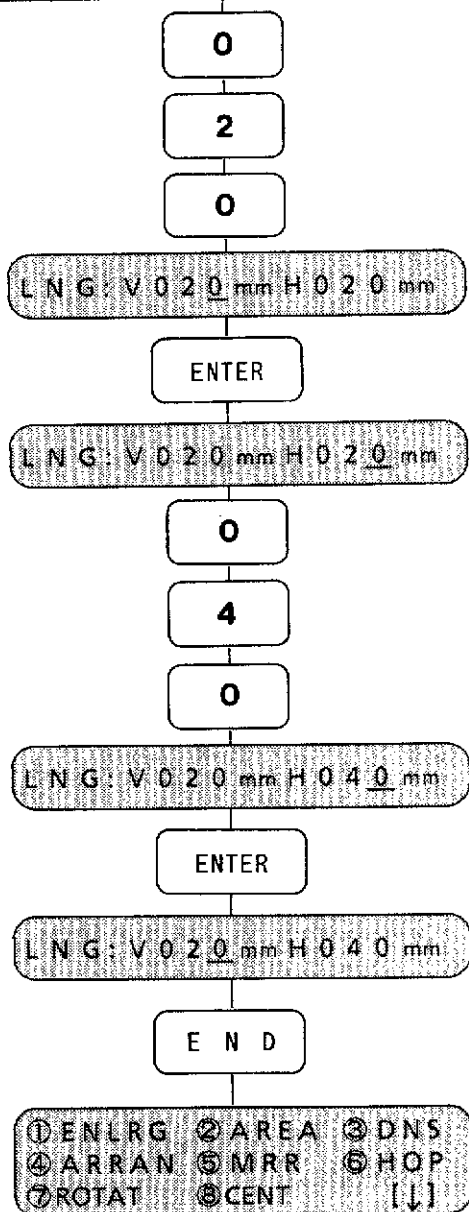 0
2
0
LNG: V020mm H020mm
ENTER
LNG: V020mm H020mm
0
4
0
LNG: V020mm H040mm
ENTER
LNG: V020mm H040mm
END
①ENLRG ②AREA ③DNS
④ARRAN ⑤MRR ⑥HOP
⑦ROTAT ⑧CENT [↓]